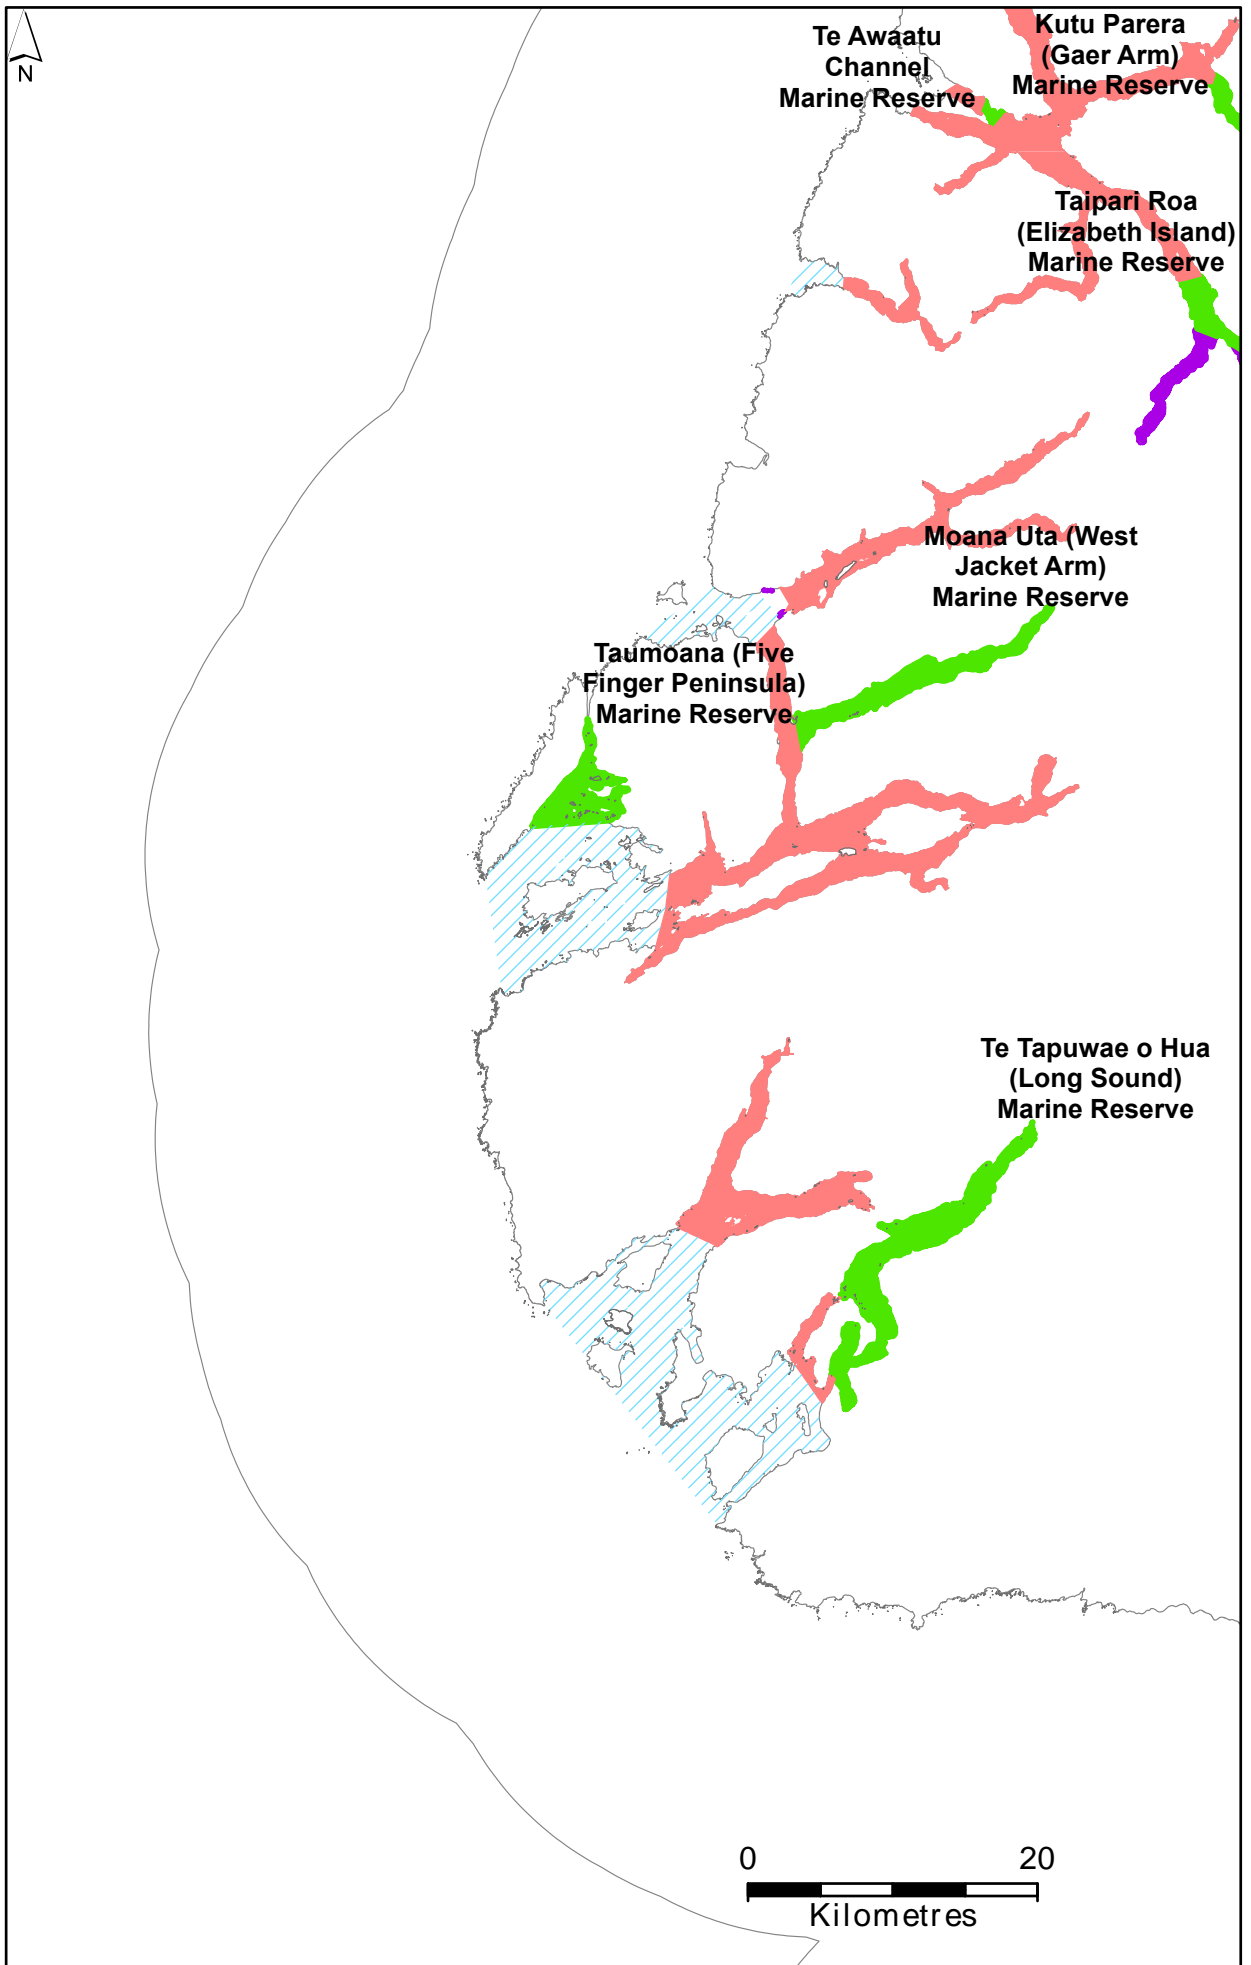 N
Te Awaatu
Channel
Marine Reserve
Kutu Parera
(Gaer Arm)
Marine Reserve
Taipari Roa
(Elizabeth Island)
Marine Reserve
Moana Uta (West
Jacket Arm)
Marine Reserve
Taumoana (Five
Finger Peninsula)
Marine Reserve
Te Tapuwae o Hua
(Long Sound)
Marine Reserve
0 20
Kilometres